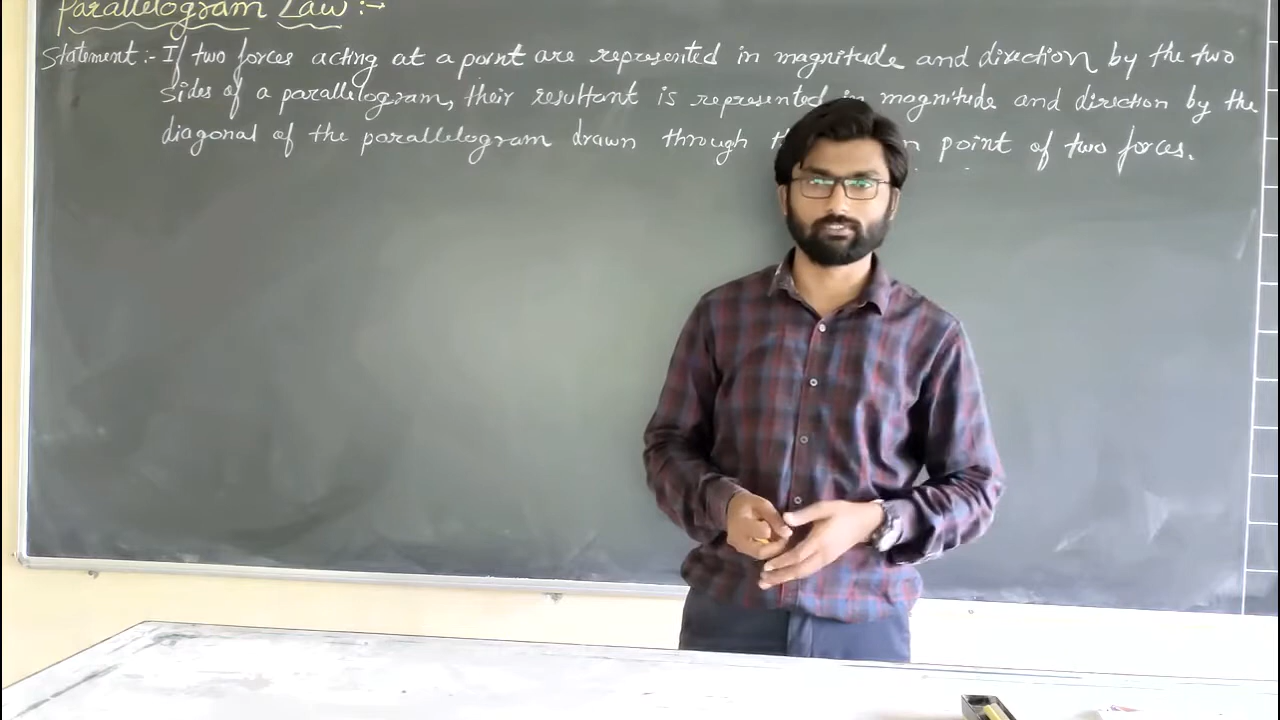 Parallelogram Law :→
Statement :- If two forces acting at a point are represented in magnitude and direction by the two
sides of a parallelogram, their resultant is represented in magnitude and direction by the
diagonal of the parallelogram drawn through point of two forces.